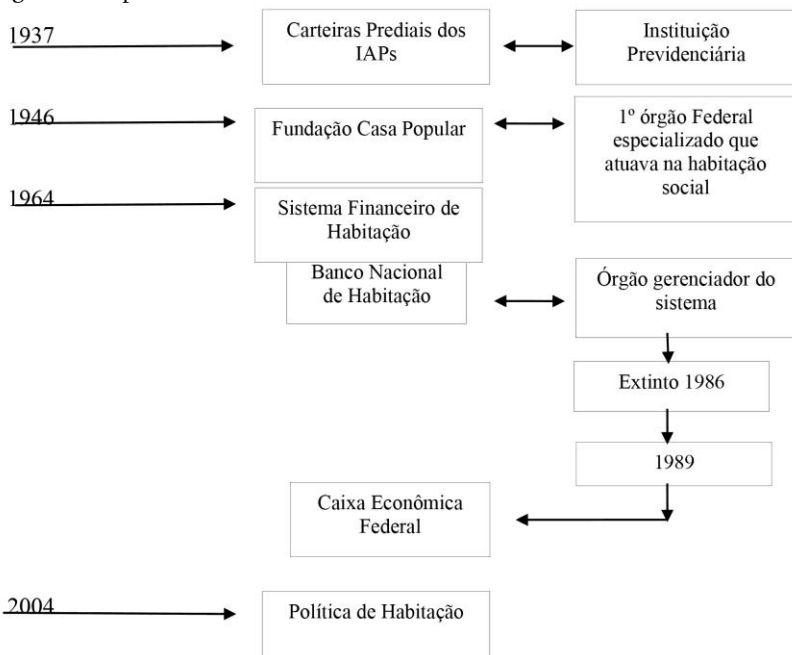 1937
Carteiras Prediais dos
IAPs
Instituição
Previdenciária
1946
Fundação Casa Popular
1º órgão Federal
especializado que
atuava na habitação
social
1964
Sistema Financeiro de
Habitação
Banco Nacional
de Habitação
Órgão gerenciador do
sistema
Extinto 1986
1989
Caixa Econômica
Federal
2004
Política de Habitação